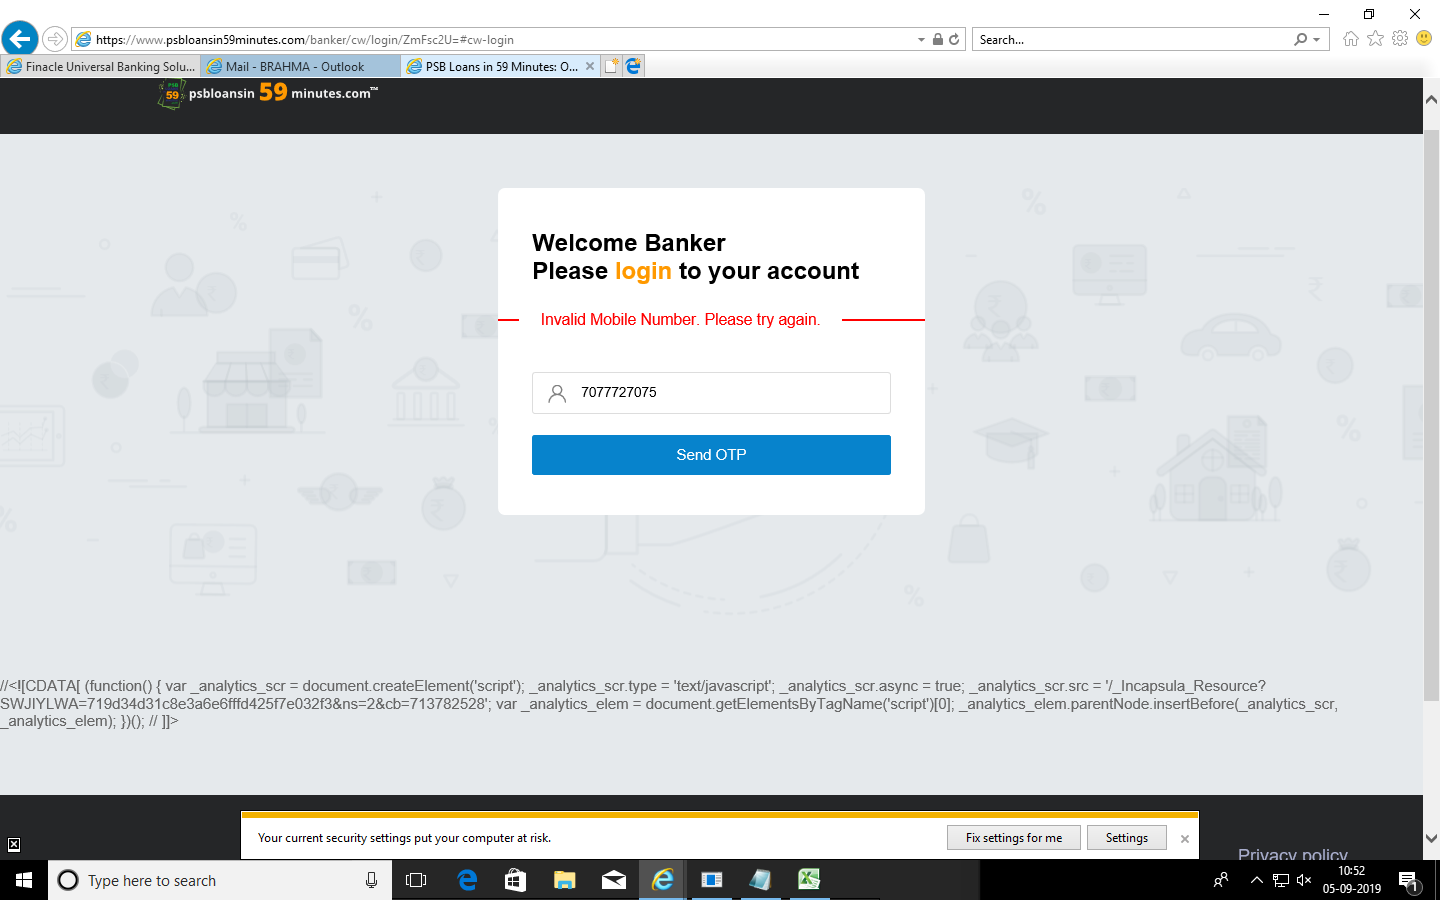 https://www.psbloansin59minutes.com/banker/cw/login/ZmFsc2U=#cw-login
Search...
Finacle Universal Banking Solu...
Mail - BRAHMA - Outlook
PSB Loans in 59 Minutes: O...
PSB
59
psbloansin 59 minutes.com™
Welcome Banker
Please login to your account
Invalid Mobile Number. Please try again.
7077727075
Send OTP
//<![CDATA[ (function() { var _analytics_scr = document.createElement('script'); _analytics_scr.type = 'text/javascript'; _analytics_scr.async = true; _analytics_scr.src = '/_Incapsula_Resource?
SWJIYLWA=719d34d31c8e3a6e6fffd425f7e032f3&ns=2&cb=713782528'; var _analytics_elem = document.getElementsByTagName('script')[0]; _analytics_elem.parentNode.insertBefore(_analytics_scr,
_analytics_elem); })(); // ]]>
Your current security settings put your computer at risk.
Fix settings for me
Settings
Privacy policy
Type here to search
10:52
05-09-2019
1